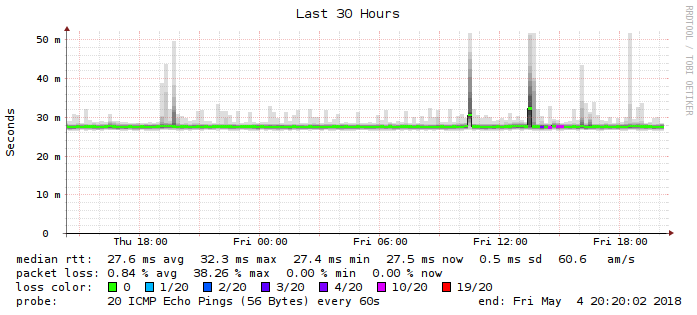 Last 30 Hours
RRDTOOL / TOBI OETIKER
Seconds
50 m
40 m
30 m
20 m
10 m
0
Thu 18:00 Fri 00:00 Fri 06:00 Fri 12:00 Fri 18:00
median rtt: 27.6 ms avg 32.3 ms max 27.4 ms min 27.5 ms now 0.5 ms sd 60.6 am/s
packet loss: 0.84 % avg 38.26 % max 0.00 % min 0.00 % now
loss color: 0 1/20 2/20 3/20 4/20 10/20 19/20
probe: 20 ICMP Echo Pings (56 Bytes) every 60s end: Fri May 4 20:20:02 2018